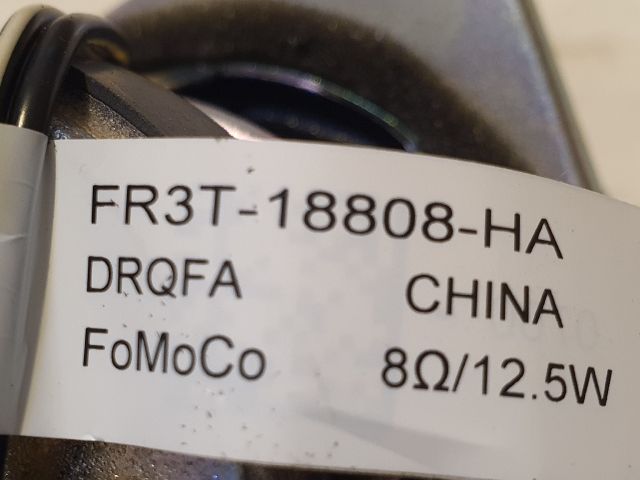 FR3T-18808-HA
DRQFA CHINA
FoMoCo 8Ω/12.5W